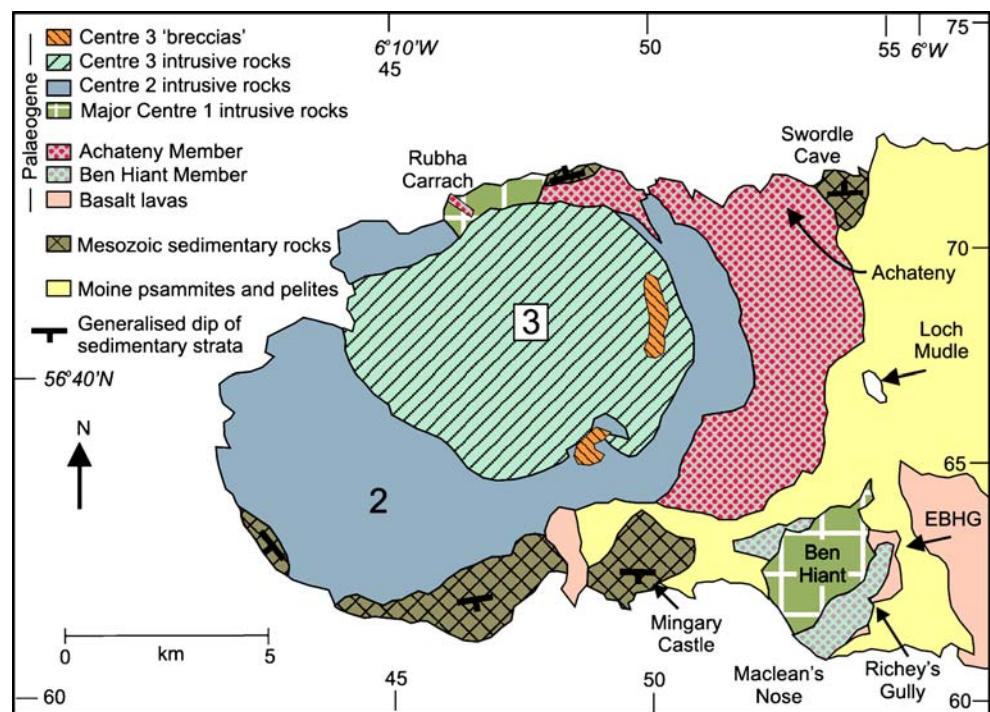 Palaeogene
Centre 3 'breccias'
Centre 3 intrusive rocks
Centre 2 intrusive rocks
Major Centre 1 intrusive rocks
Achateny Member
Ben Hiant Member
Basalt lavas
Mesozoic sedimentary rocks
Moine psammites and pelites
Generalised dip of
sedimentary strata
6°10'W
45
50
55
6°W
75
Rubha
Carrach
Swordle
Cave
70
Achateny
3
Loch
Mudle
56°40'N
N
65
2
EBHG
Ben
Hiant
Mingary
Castle
0
5
km
Maclean's
Nose
Richey's
Gully
60
45
50
60